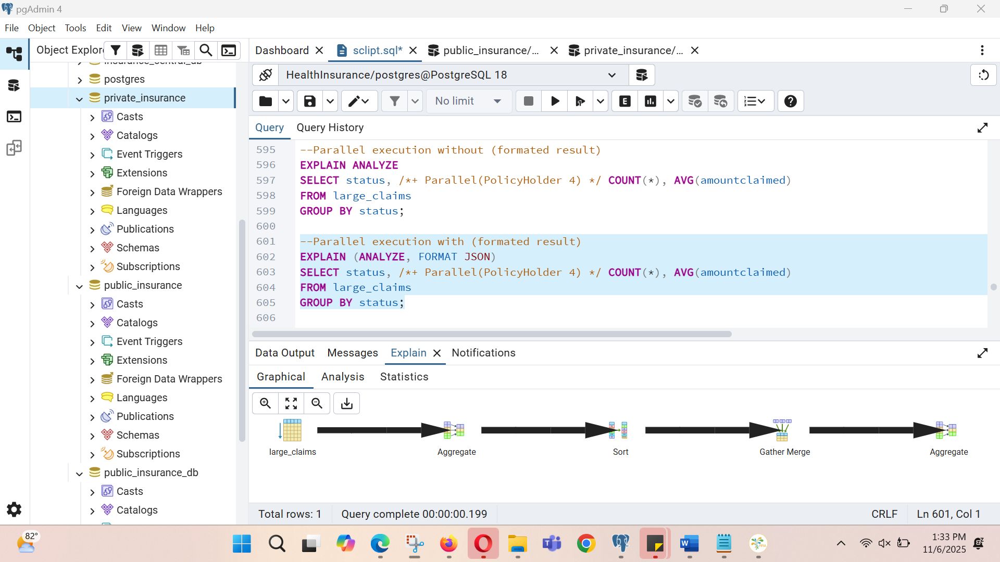 pgAdmin 4
File Object Tools Edit View Window Help
Object Explor
Dashboard
sclipt.sql*
public_insurance/...
private_insurance/...
insurance_central_db
postgres
private_insurance
Casts
Catalogs
Event Triggers
Extensions
Foreign Data Wrappers
Languages
Publications
Schemas
Subscriptions
public_insurance
Casts
Catalogs
Event Triggers
Extensions
Foreign Data Wrappers
Languages
Publications
Schemas
Subscriptions
public_insurance_db
Casts
Catalogs
HealthInsurance/postgres@PostgreSQL 18
No limit
E
Query Query History
595 --Parallel execution without (formated result)
596 EXPLAIN ANALYZE
597 SELECT status, /*+ Parallel(PolicyHolder 4) */ COUNT(*), AVG(amountclaimed)
598 FROM large_claims
599 GROUP BY status;
600
601 --Parallel execution with (formated result)
602 EXPLAIN (ANALYZE, FORMAT JSON)
603 SELECT status, /*+ Parallel(PolicyHolder 4) */ COUNT(*), AVG(amountclaimed)
604 FROM large_claims
605 GROUP BY status;
606
Data Output Messages Explain Notifications
Graphical Analysis Statistics
large_claims Aggregate Sort Gather Merge Aggregate
Total rows: 1 Query complete 00:00:00.199 CRLF Ln 601, Col 1
82°
1:33 PM
11/6/2025